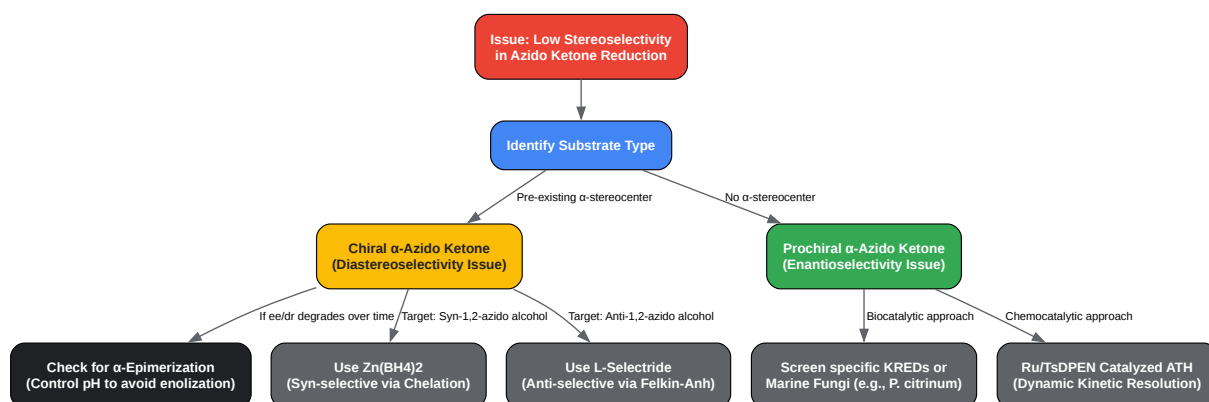 Issue: Low Stereoselectivity
in Azido Ketone Reduction
Identify Substrate Type
Pre-existing α-stereocenter
No α-stereocenter
Chiral α-Azido Ketone
(Diastereoselectivity Issue)
Prochiral α-Azido Ketone
(Enantioselectivity Issue)
If ee/dr degrades over time
Target: Syn-1,2-azido alcohol
Target: Anti-1,2-azido alcohol
Biocatalytic approach
Chemocatalytic approach
Check for α-Epimerization
(Control pH to avoid enolization)
Use Zn(BH4)2
(Syn-selective via Chelation)
Use L-Selectride
(Anti-selective via Felkin-Anh)
Screen specific KREDs or
Marine Fungi (e.g., P. citrinum)
Ru/TsDPEN Catalyzed ATH
(Dynamic Kinetic Resolution)